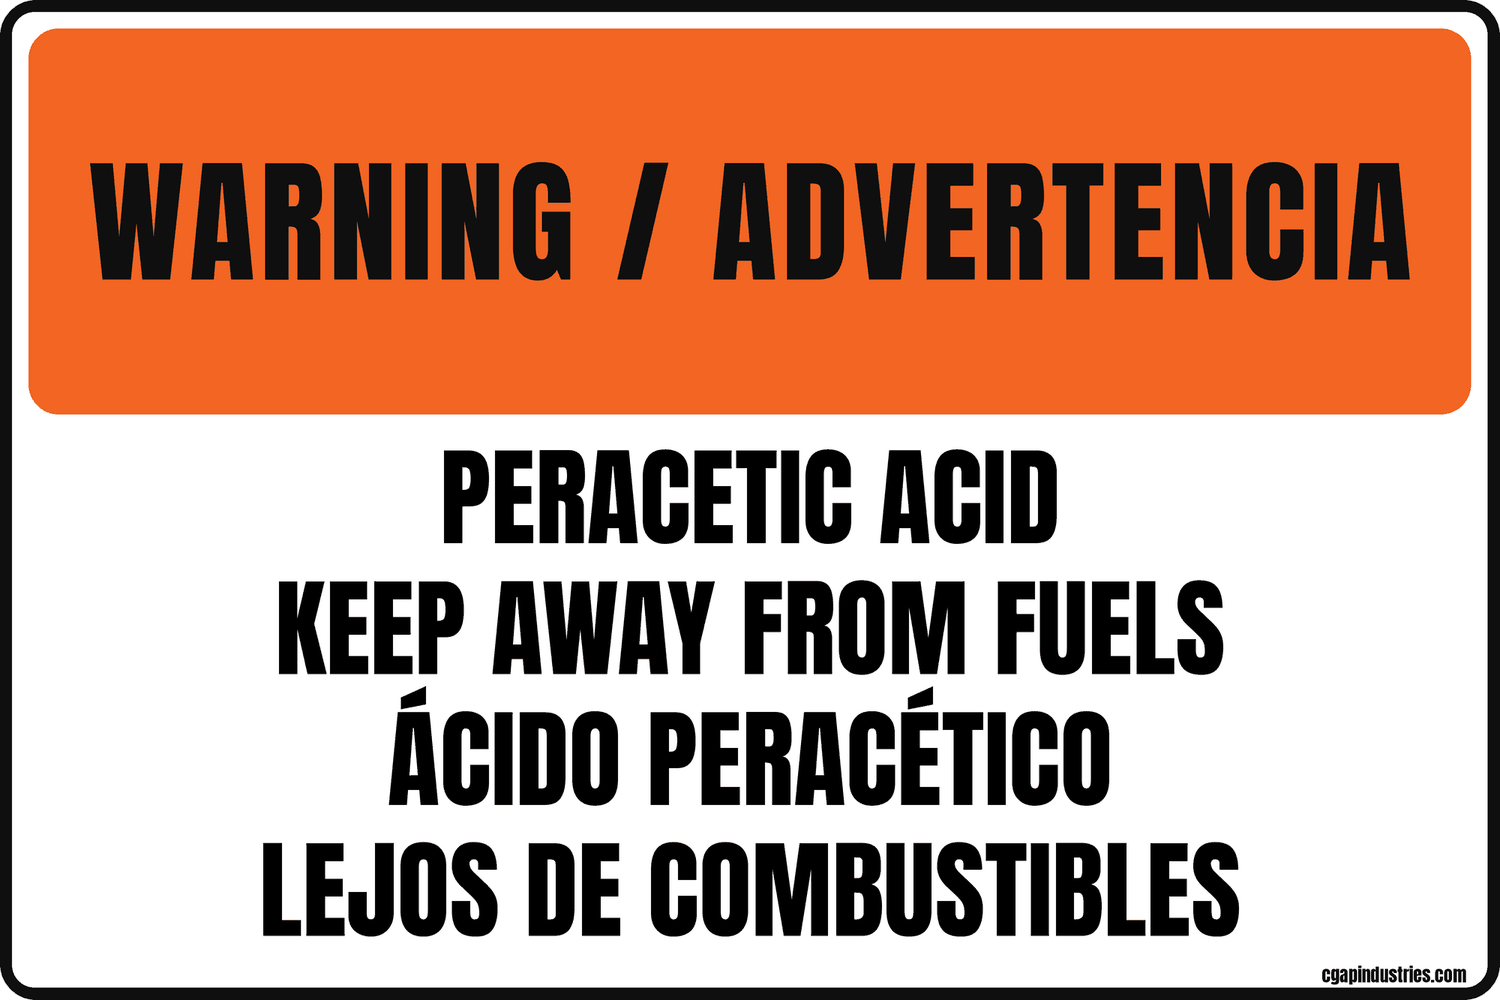 WARNING / ADVERTENCIA
PERACETIC ACID
KEEP AWAY FROM FUELS
ÁCIDO PERACÉTICO
LEJOS DE COMBUSTIBLES
cgapindustries.com